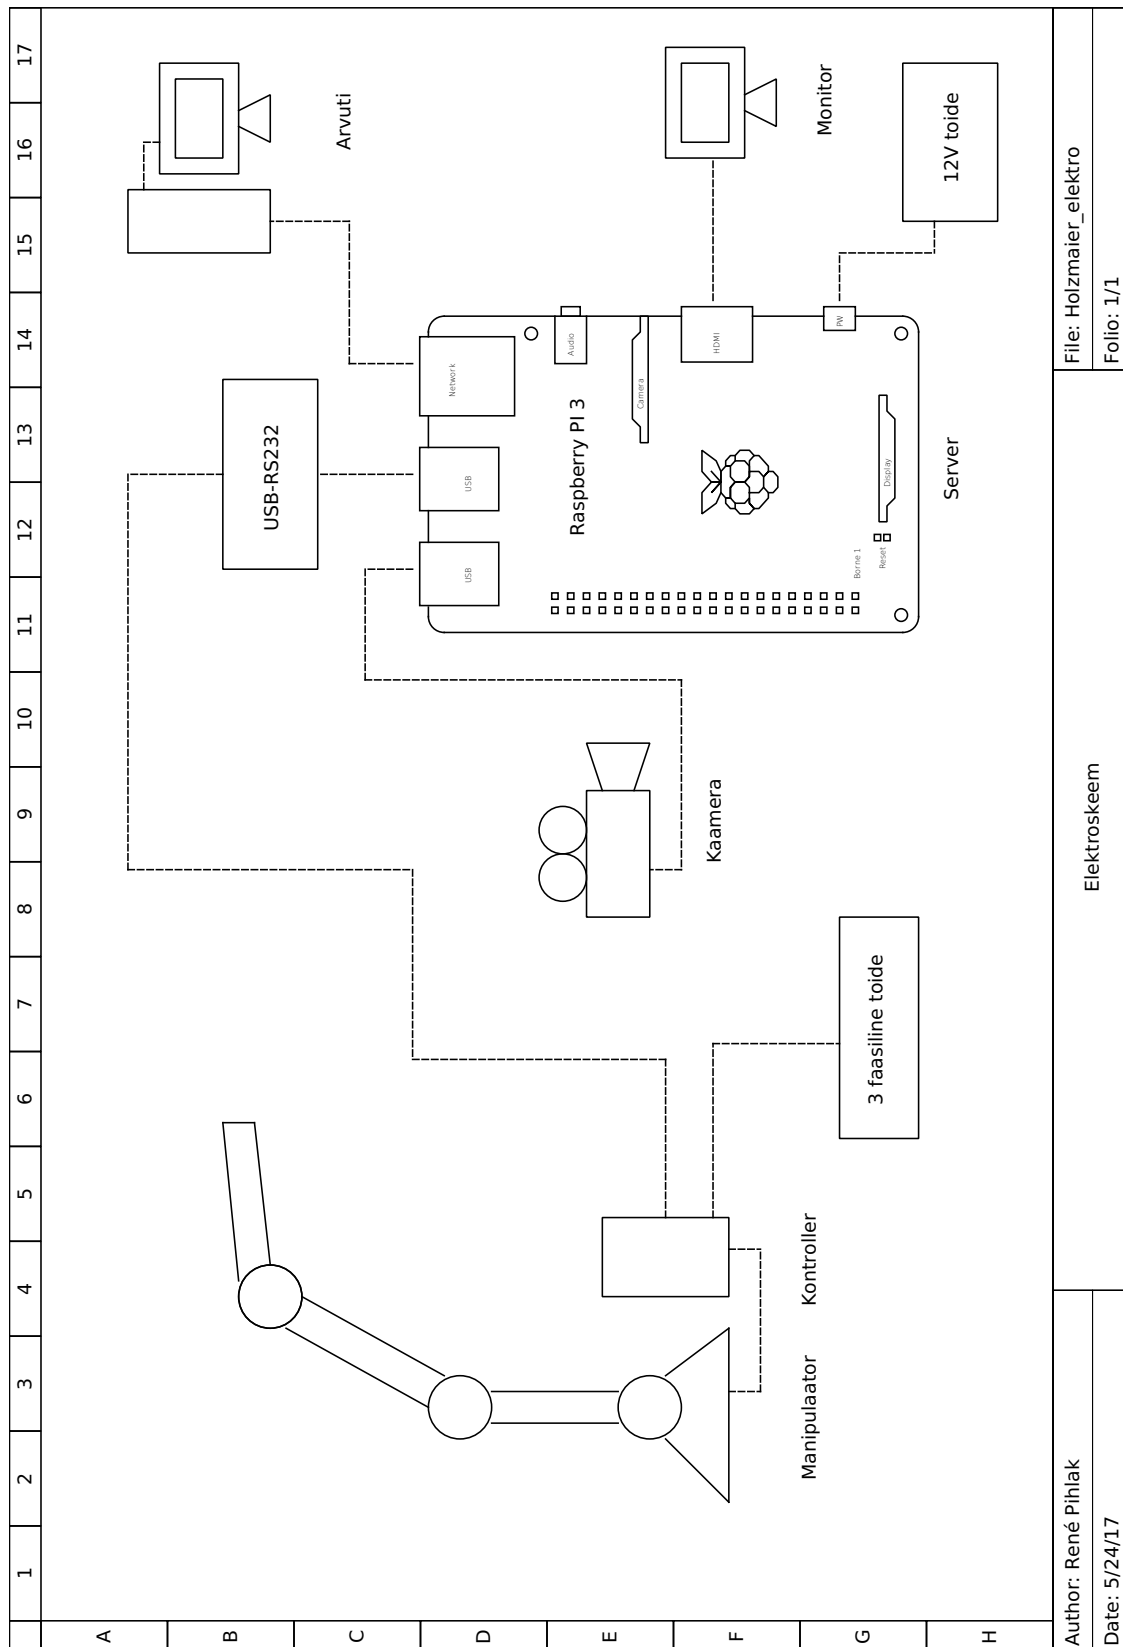 1 2 3 4 5 6 7 8 9 10 11 12 13 14 15 16 17
A
B
C
D
E
F
G
H
Arvuti
USB-RS232
Network
USB
USB
Audio
Raspberry PI 3
Camera
HDMI
PW
Display
Borne 1
Reset
Monitor
12V toide
Server
Kaamera
3 faasiline toide
Kontroller
Manipulaator
Author: René Pihlak
Date: 5/24/17
Elektroskeem
File: Holzmaier_elektro
Folio: 1/1